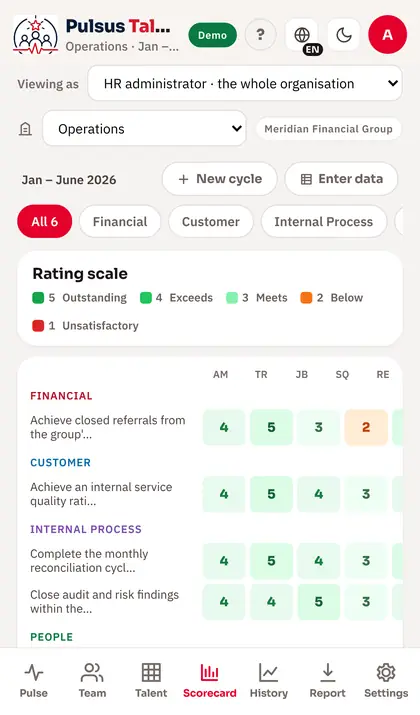 Pulsus Tal...
Operations · Jan –...
Demo
?
EN
A
Viewing as
HR administrator · the whole organisation
Operations
Meridian Financial Group
Jan – June 2026
+ New cycle
Enter data
All 6
Financial
Customer
Internal Process
Rating scale
5 Outstanding
4 Exceeds
3 Meets
2 Below
1 Unsatisfactory
AM TR JB SQ RE
FINANCIAL
Achieve closed referrals from
the group'...
4 5 3 2
CUSTOMER
Achieve an internal service
quality rati...
4 5 4 3
INTERNAL PROCESS
Complete the monthly
reconciliation cycl...
4 5 4 3
Close audit and risk findings
within the...
4 4 5 3
PEOPLE
Pulse
Team
Talent
Scorecard
History
Report
Settings